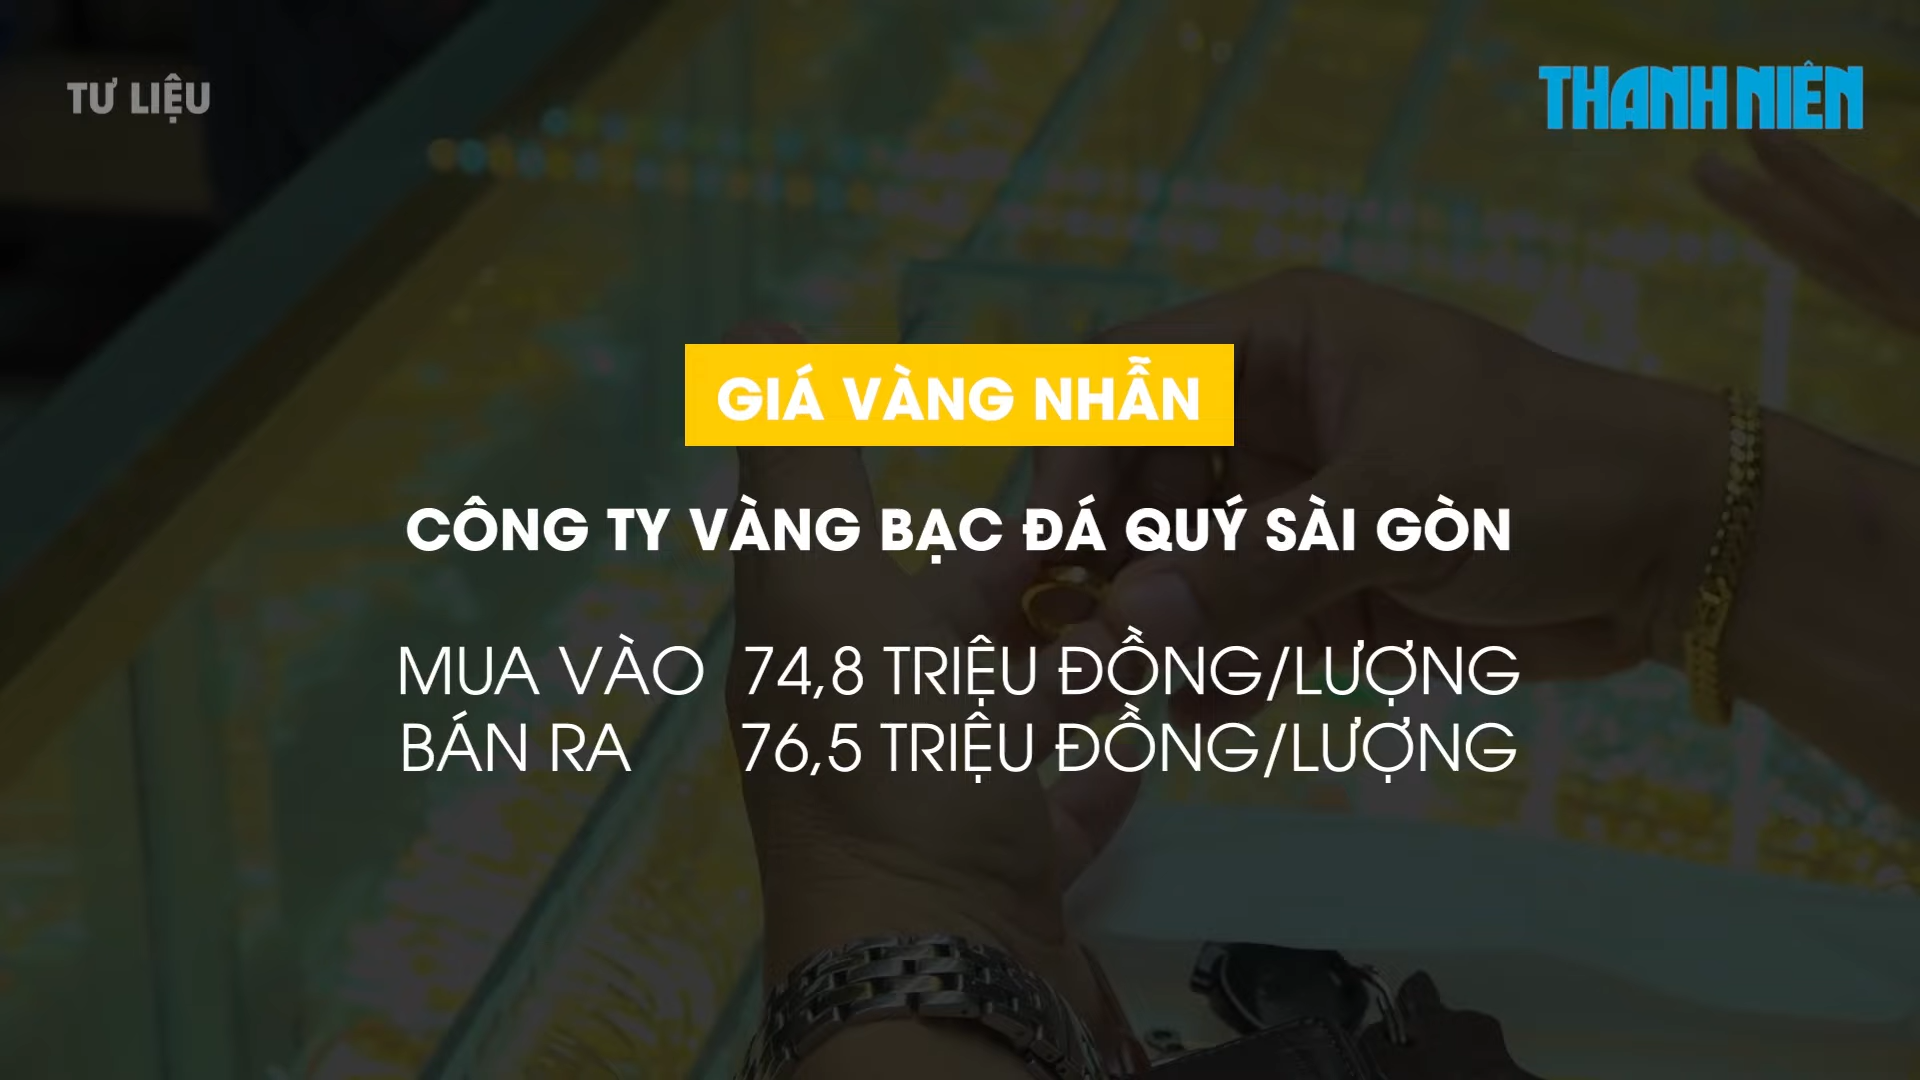 TƯ LIỆU
THANH NIÊN
GIÁ VÀNG NHẪN
CÔNG TY VÀNG BẠC ĐÁ QUÝ SÀI GÒN
MUA VÀO 74,8 TRIỆU ĐỒNG/LƯỢNG
BÁN RA 76,5 TRIỆU ĐỒNG/LƯỢNG